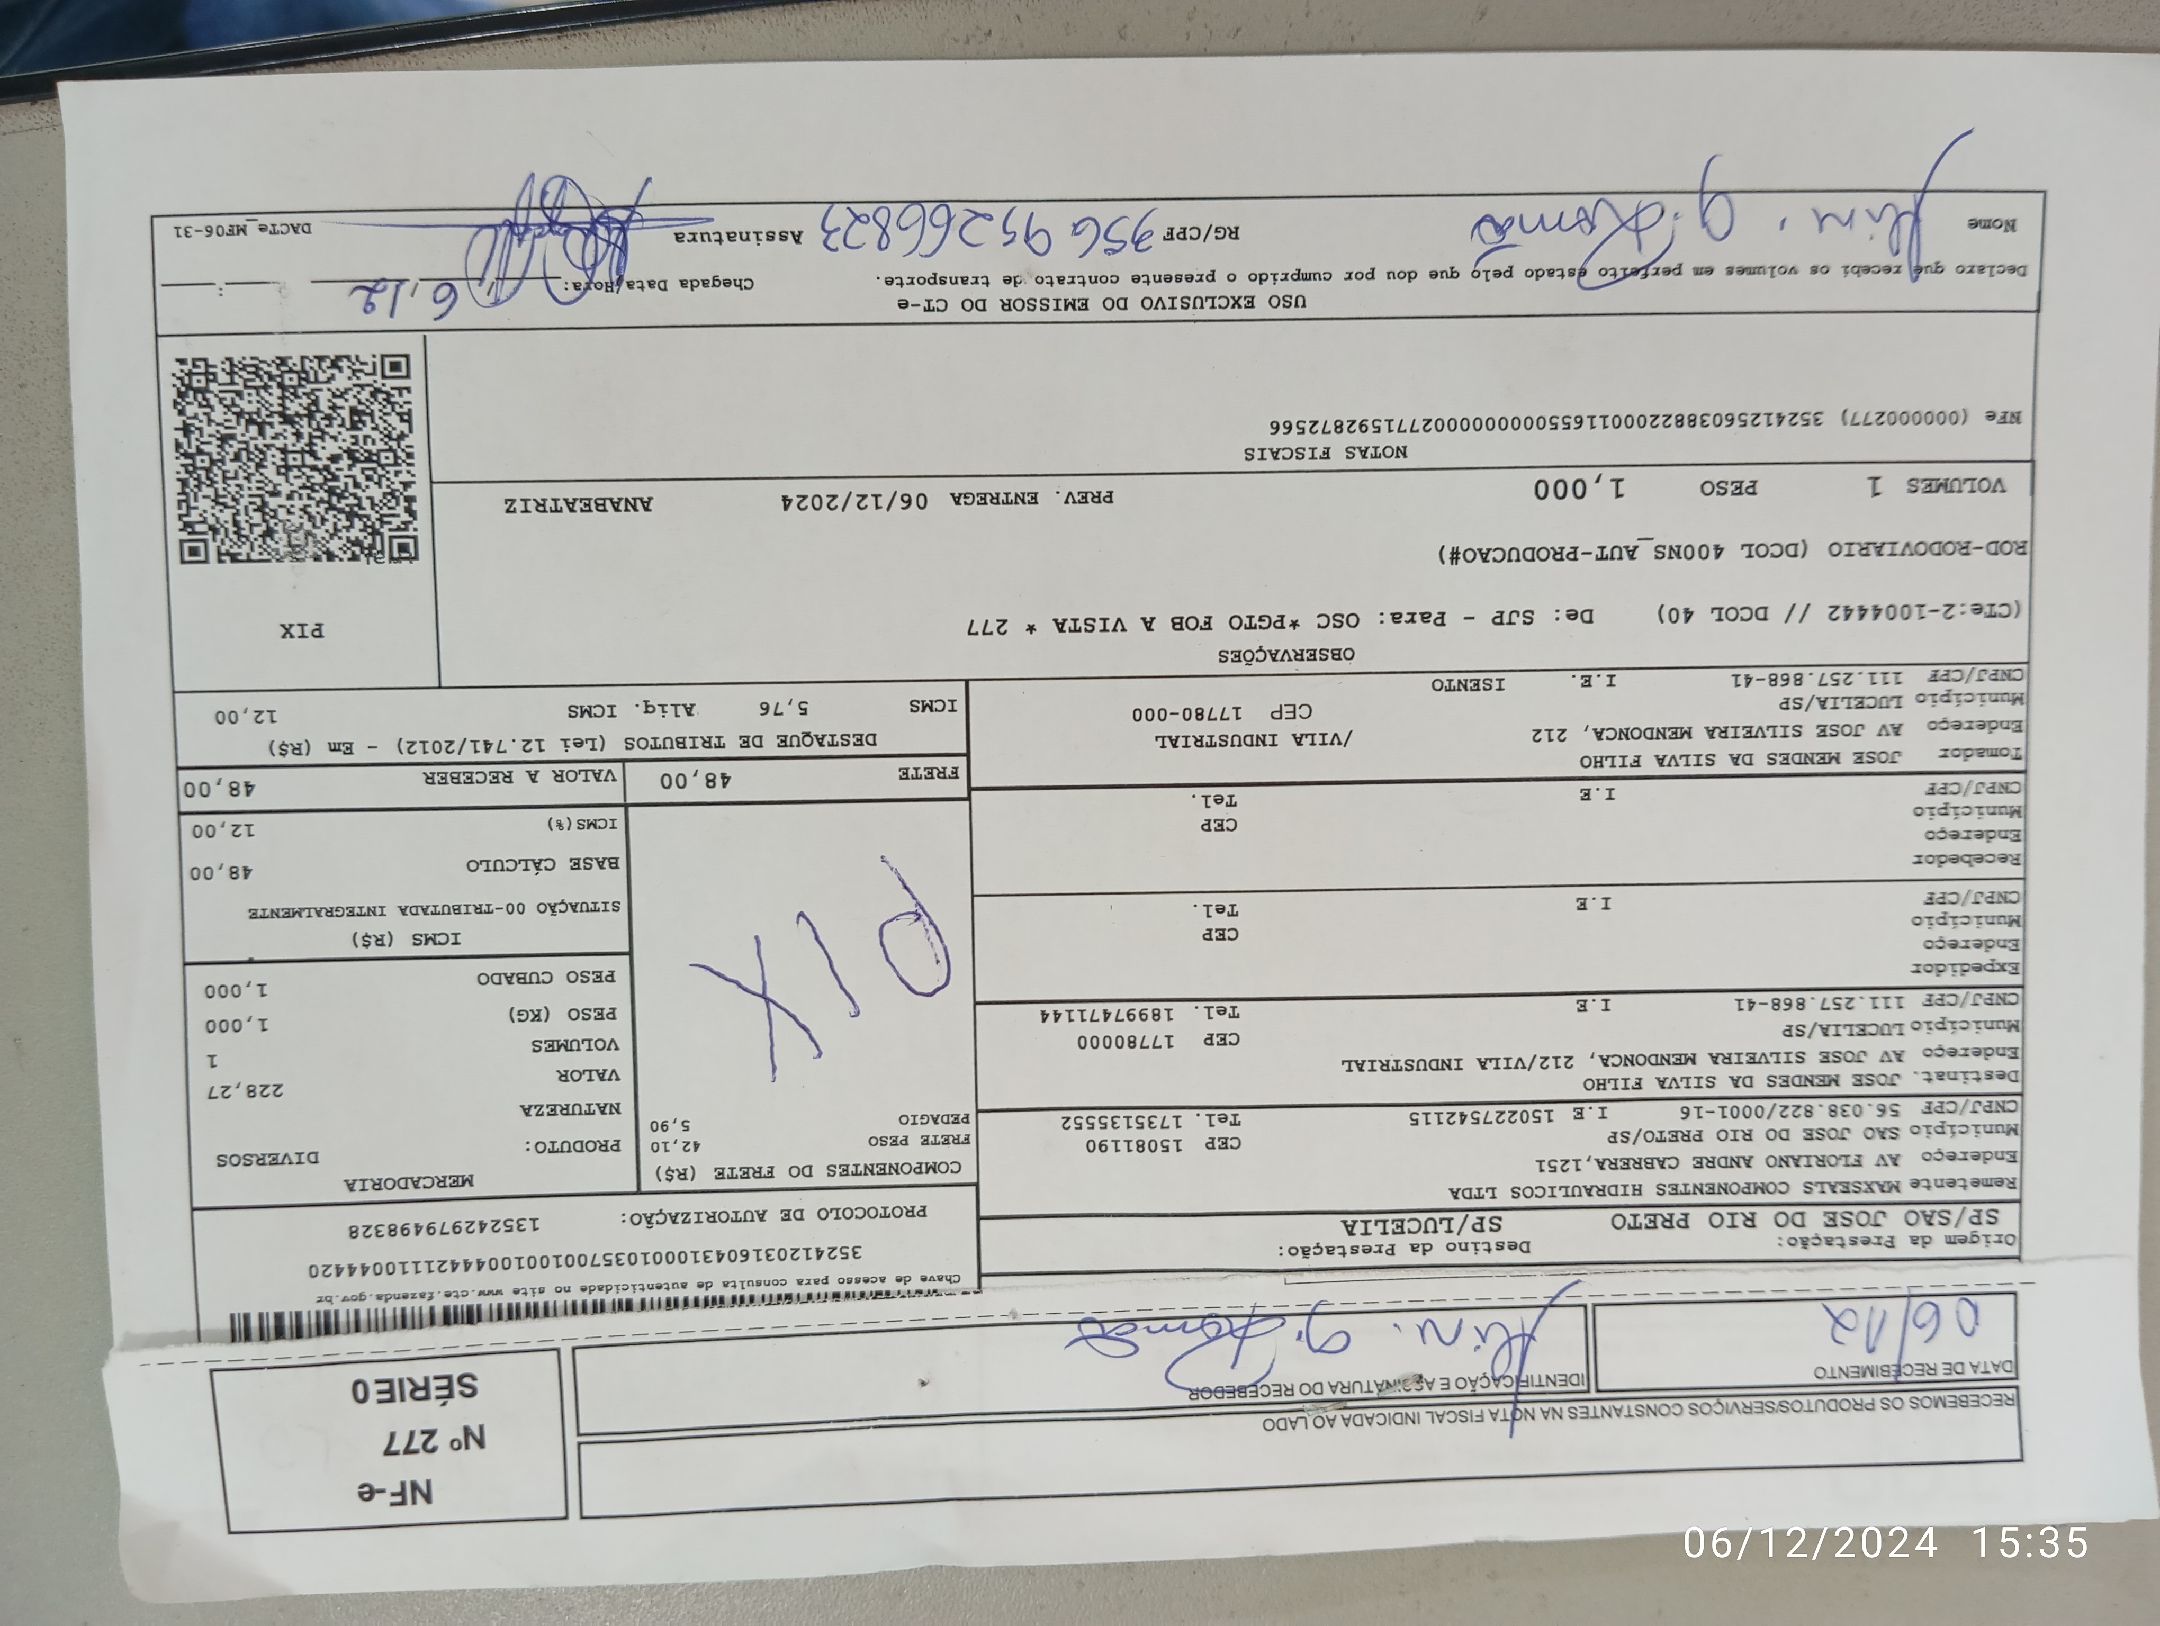 RECEBEMOS OS PRODUTOS/SERVIÇOS CONSTANTES NA NOTA FISCAL INDICADA AO LADO
DATA DE RECEBIMENTO
06/12
IDENTIFICAÇÃO E ASSINATURA DO RECEBEDOR
NF-e
Nº 277
SÉRIE0
Origem da Prestação:
SP/SAO JOSE DO RIO PRETO
Destino da Prestação:
SP/LUCELIA
Chave de acesso para consulta de autenticidade no site www.cte.fazenda.gov.br
PROTOCOLO DE AUTORIZAÇÃO: 135242979498328
Remetente MAXSEALS COMPONENTES HIDRAULICOS LTDA
Endereço AV FLORIANO ANDRE CABRERA,1251
Município SAO JOSE DO RIO PRETO/SP CEP 15081190
CNPJ/CPF 56.038.822/0001-16 I.E 150227542115 Tel. 1735135552
Destinat. JOSE MENDES DA SILVA FILHO
Endereço AV JOSE SILVEIRA MENDONCA, 212/VILA INDUSTRIAL
Município LUCELIA/SP CEP 17780000
CNPJ/CPF 111.257.868-41 I.E Tel. 18997471144
Expedidor
Endereço
Município CEP
CNPJ/CPF I.E Tel.
Recebedor
Endereço
Município CEP
CNPJ/CPF I.E Tel.
Tomador JOSE MENDES DA SILVA FILHO
Endereço AV JOSE SILVEIRA MENDONCA, 212 /VILA INDUSTRIAL
Município LUCELIA/SP CEP 17780-000
CNPJ/CPF 111.257.868-41 I.E. ISENTO
COMPONENTES DO FRETE (R$)
FRETE PESO 42,10
PEDAGIO 5,90
PIX
MERCADORIA
PRODUTO: DIVERSOS
NATUREZA
VALOR 228,27
VOLUMES 1
PESO (KG) 1,000
PESO CUBADO 1,000
ICMS (R$)
SITUAÇÃO 00-TRIBUTADA INTEGRALMENTE
BASE CÁLCULO 48,00
ICMS(%) 12,00
FRETE 48,00 VALOR A RECEBER 48,00
DESTAQUE DE TRIBUTOS (Lei 12.741/2012) - Em (R$)
ICMS 5,76 Alíq. ICMS 12,00
OBSERVAÇÕES
(CTe:2-1004442 // DCOL 40) De: SJP - Para: OSC *PGTO FOB A VISTA * 277
ROD-RODOVIARIO (DCOL 400NS_AUT-PRODUCAO#)
PIX
VOLUMES 1 PESO 1,000 PREV. ENTREGA 06/12/2024 ANABEATRIZ
NOTAS FISCAIS
NFe (00000277)
USO EXCLUSIVO DO EMISSOR DO CT-e
Declaro que recebi os volumes em perfeito estado pelo que dou por cumprido o presente contrato de transporte. Chegada Data/Hora: 6,12 :
Nome RG/CPF 35695266823 Assinatura DACTe_MF06-31
06/12/2024 15:35